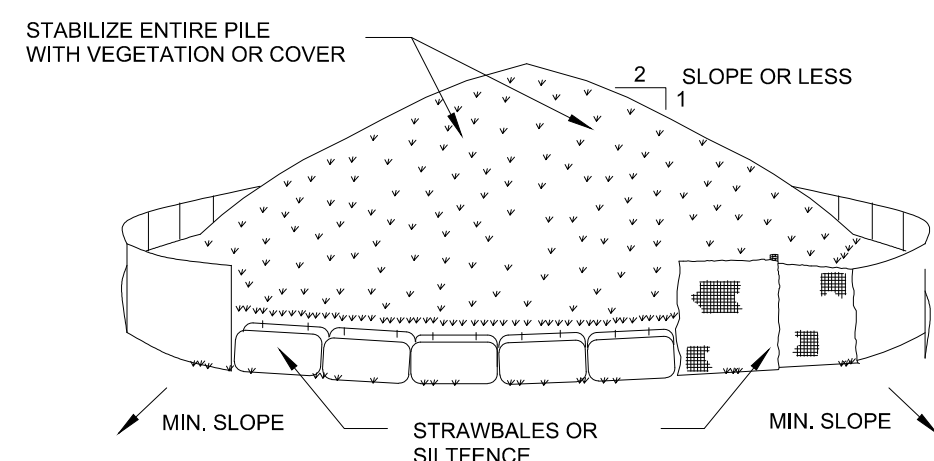 STABILIZE ENTIRE PILE
WITH VEGETATION OR COVER
2
SLOPE OR LESS
1
MIN. SLOPE
STRAWBALES OR
SILTFENCE
MIN. SLOPE